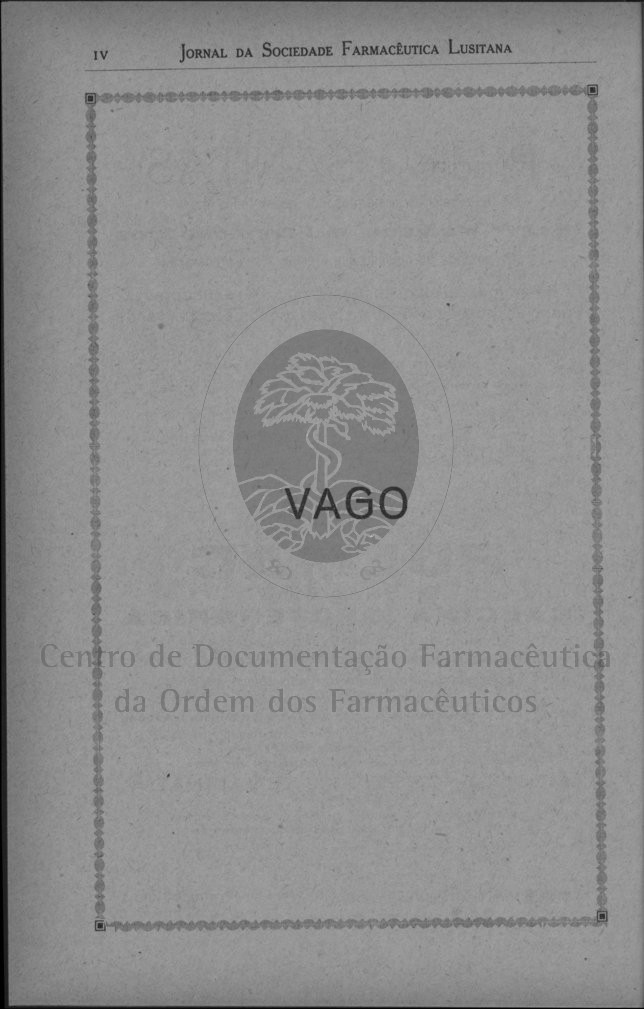 IV JORNAL DA SOCIEDADE FARMACÊUTICA LUSITANA
VAGO
Centro de Documentação Farmacêutica
da Ordem dos Farmacêuticos